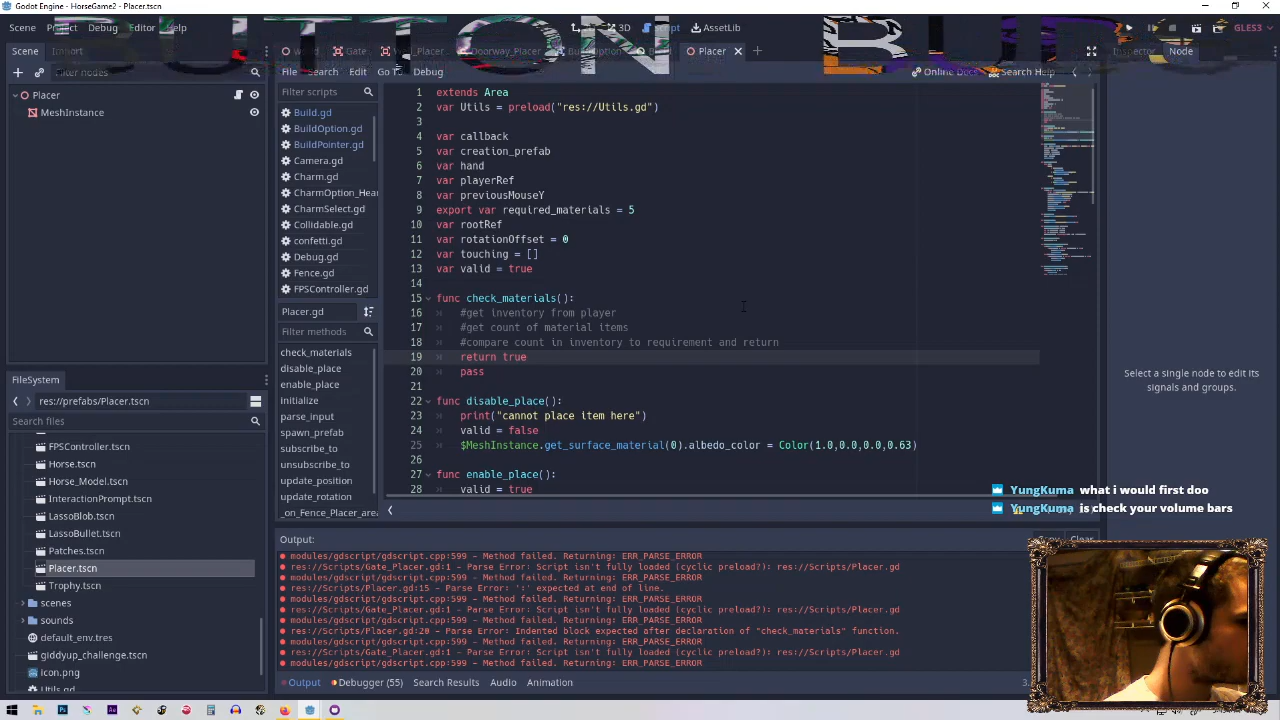 Godot Engine - HorseGame2 - Placer.tscn
Scene Project Debug Editor Help
3D Script AssetLib
GLES3
Scene Import
Gate
_Placer
Doorway_Placer
BuildOption
Placer
Inspector Node
Filter nodes
File Search Edit Go To Debug
Online Docs Search Help
Placer
MeshInstance
Filter scripts
Build.gd
BuildOption.gd
Camera.gd
Charm.gd
Collidable.gd
confetti.gd
Debug.gd
Fence.gd
FPSController.gd
Placer.gd
Filter methods
check_materials
disable_place
enable_place
initialize
parse_input
spawn_prefab
subscribe_to
unsubscribe_to
update_position
update_rotation
_on_Fence_Placer_area
1 extends Area
2 var Utils = preload("res://Utils.gd")
3
4 var callback
5 var creation_param
6 var hand
7 var playerRef
8 var previousMouseX
9 export var required_materials =
10 var rootRef
11 var rotation_offset = 0
12 var touching =
13 var valid = true
14
15 func check_materials():
16 #get inventory from player
17 #get count of material items
18 #compare count in inventory to requirement and return
19 return true
20 pass
21
22 func disable_place():
23 print("cannot place item here")
24 valid = false
25 $MeshInstance.get_surface_material(0).albedo_color = Color(1.0,0.0,0.0,0.63)
26
27 func enable_place():
28 valid = true
Select a single node to edit its
signals and groups.
FileSystem
res://prefabs/Placer.tscn
Search files
FPSController.tscn
Horse.tscn
Horse_Model.tscn
InteractionPrompt.tscn
LassoBlob.tscn
LassoBullet.tscn
Patches.tscn
Placer.tscn
Trophy.tscn
scenes
sounds
default_env.tres
giddyup_challenge.tscn
icon.png
Utils.gd
YungKuma what i would first doo
YungKuma is check your volume bars
Output:
Clear
modules/gdscript/gdscript.cpp:599 - Method failed. Returning: ERR_PARSE_ERROR
res://Scripts/Gate_Placer.gd:1 - Parse Error: Script isn't fully loaded (cyclic preload?): res://Scripts/Placer.gd
modules/gdscript/gdscript.cpp:599 - Method failed. Returning: ERR_PARSE_ERROR
res://Scripts/Placer.gd:15 - Parse Error: ':' expected at end of line.
modules/gdscript/gdscript.cpp:599 - Method failed. Returning: ERR_PARSE_ERROR
res://Scripts/Gate_Placer.gd:1 - Parse Error: Script isn't fully loaded (cyclic preload?): res://Scripts/Placer.gd
modules/gdscript/gdscript.cpp:599 - Method failed. Returning: ERR_PARSE_ERROR
res://Scripts/Placer.gd:20 - Parse Error: Indented block expected after declaration of "check_materials" function.
modules/gdscript/gdscript.cpp:599 - Method failed. Returning: ERR_PARSE_ERROR
res://Scripts/Gate_Placer.gd:1 - Parse Error: Script isn't fully loaded (cyclic preload?): res://Scripts/Placer.gd
modules/gdscript/gdscript.cpp:599 - Method failed. Returning: ERR_PARSE_ERROR
Output Debugger (55) Search Results Audio Animation